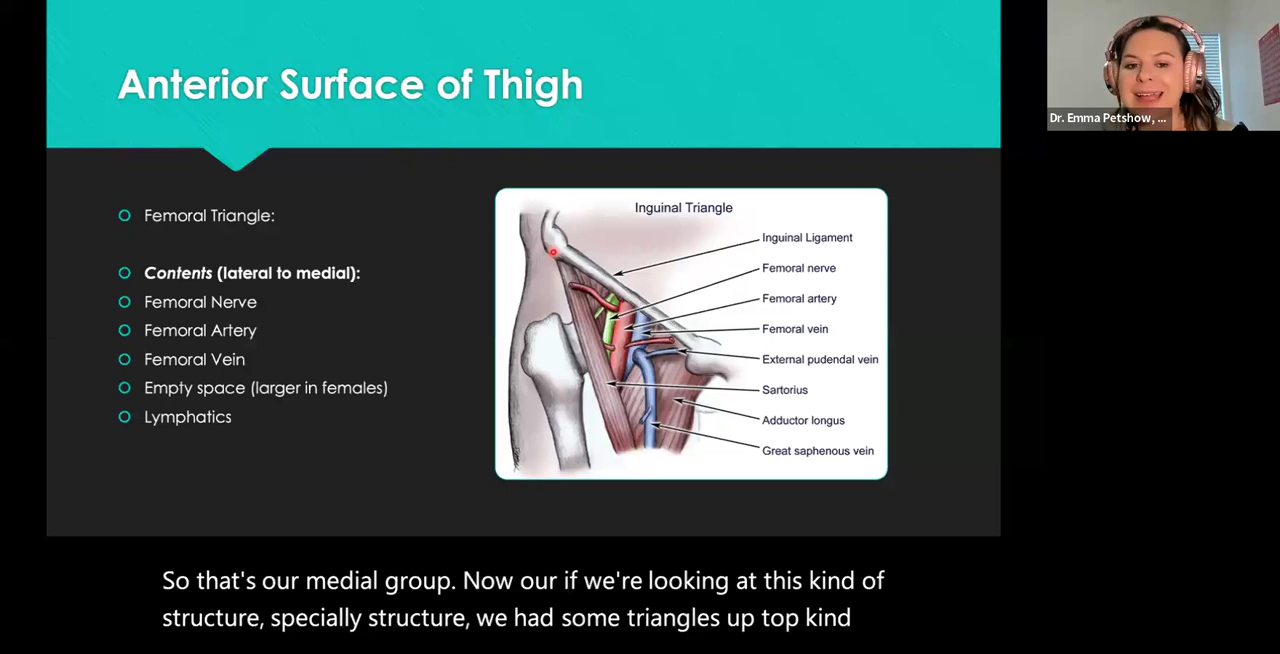 Anterior Surface of Thigh
Dr. Emma Petshow, ...
Femoral Triangle:
Contents (lateral to medial):
Femoral Nerve
Femoral Artery
Femoral Vein
Empty space (larger in females)
Lymphatics
Inguinal Triangle
Inguinal Ligament
Femoral nerve
Femoral artery
Femoral vein
External pudendal vein
Sartorius
Adductor longus
Great saphenous vein
So that's our medial group. Now our if we're looking at this kind of
structure, specially structure, we had some triangles up top kind